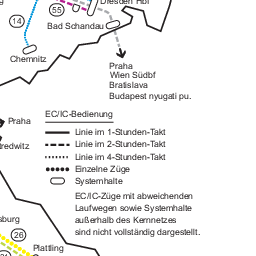 Dresden Hbf
55
14
Bad Schandau
Chemnitz
Praha
Wien Südbf
Bratislava
Budapest nyugati pu.
EC/IC-Bedienung
Praha
Linie im 1-Stunden-Takt
Linie im 2-Stunden-Takt
Linie im 4-Stunden-Takt
Einzelne Züge
Systemhalte
EC/IC-Züge mit abweichenden
Laufwegen sowie Systemhalte
außerhalb des Kernnetzes
sind nicht vollständig dargestellt.
26
Plattling